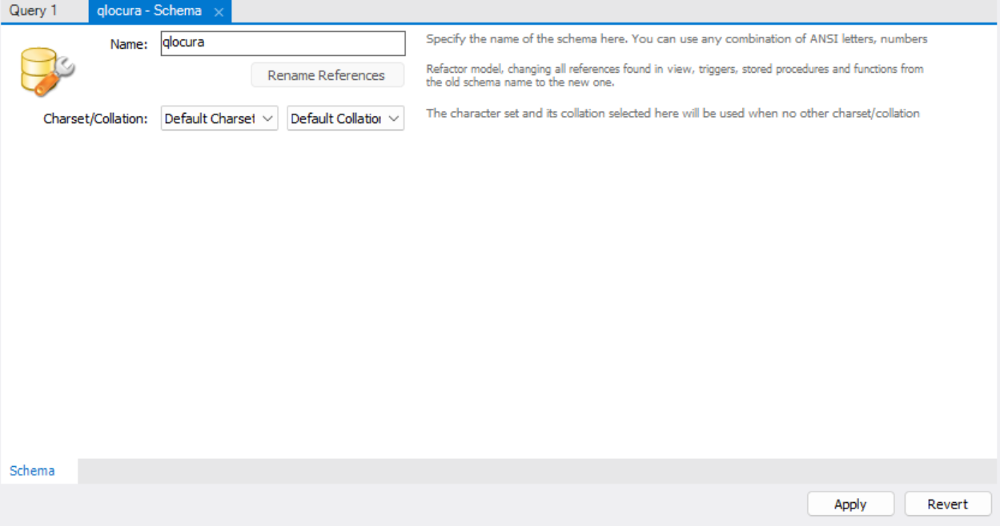 Query 1
qlocura - Schema
Name:
qlocura
Specify the name of the schema here. You can use any combination of ANSI letters, numbers
Rename References
Refactor model, changing all references found in view, triggers, stored procedures and functions from
the old schema name to the new one.
Charset/Collation:
Default Charset
Default Collation
The character set and its collation selected here will be used when no other charset/collation
Schema
Apply
Revert